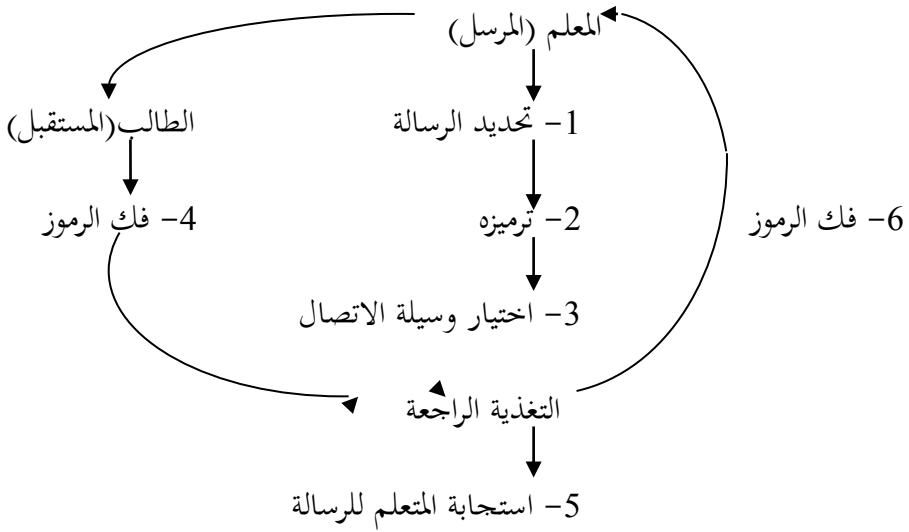 المعلم (المرسل)
الطالب(المستقبل)
1- تحديد الرسالة
4- فك الرموز
2- ترميزه
6- فك الرموز
3- اختيار وسيلة الاتصال
التغذية الراجعة
5- استجابة المتعلم للرسالة